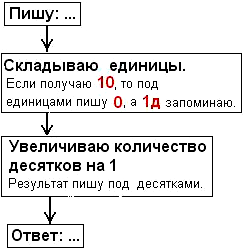 Пишу: ...
Складываю единицы.
Если получаю 10, то под
единицами пишу 0, а 1д запоминаю.
Увеличиваю количество
десятков на 1
Результат пишу под десятками.
Ответ: ...